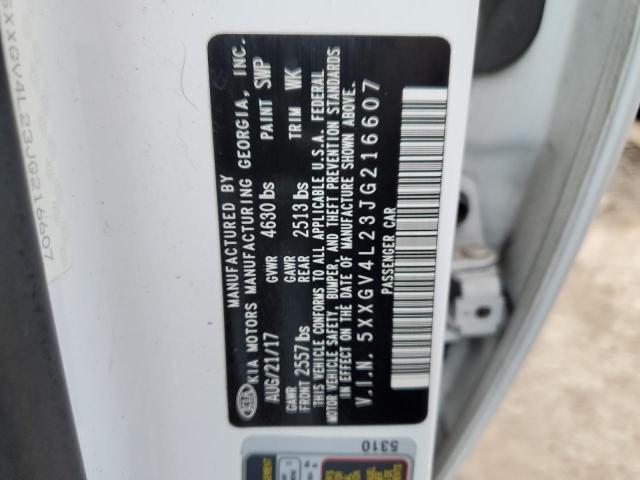 5XXGV4L23JG216607
KIA
MANUFACTURED BY
KIA MOTORS MANUFACTURING GEORGIA, INC.
AUG/21/17 GVWR 4630 lbs PAINT SWP
GAWR FRONT 2557 lbs GAWR REAR 2513 lbs TRIM WK
THIS VEHICLE CONFORMS TO ALL APPLICABLE U.S.A. FEDERAL
MOTOR VEHICLE SAFETY, BUMPER, AND THEFT PREVENTION STANDARDS
IN EFFECT ON THE DATE OF MANUFACTURE SHOWN ABOVE.
V.I.N. 5XXGV4L23JG216607
PASSENGER CAR
5310